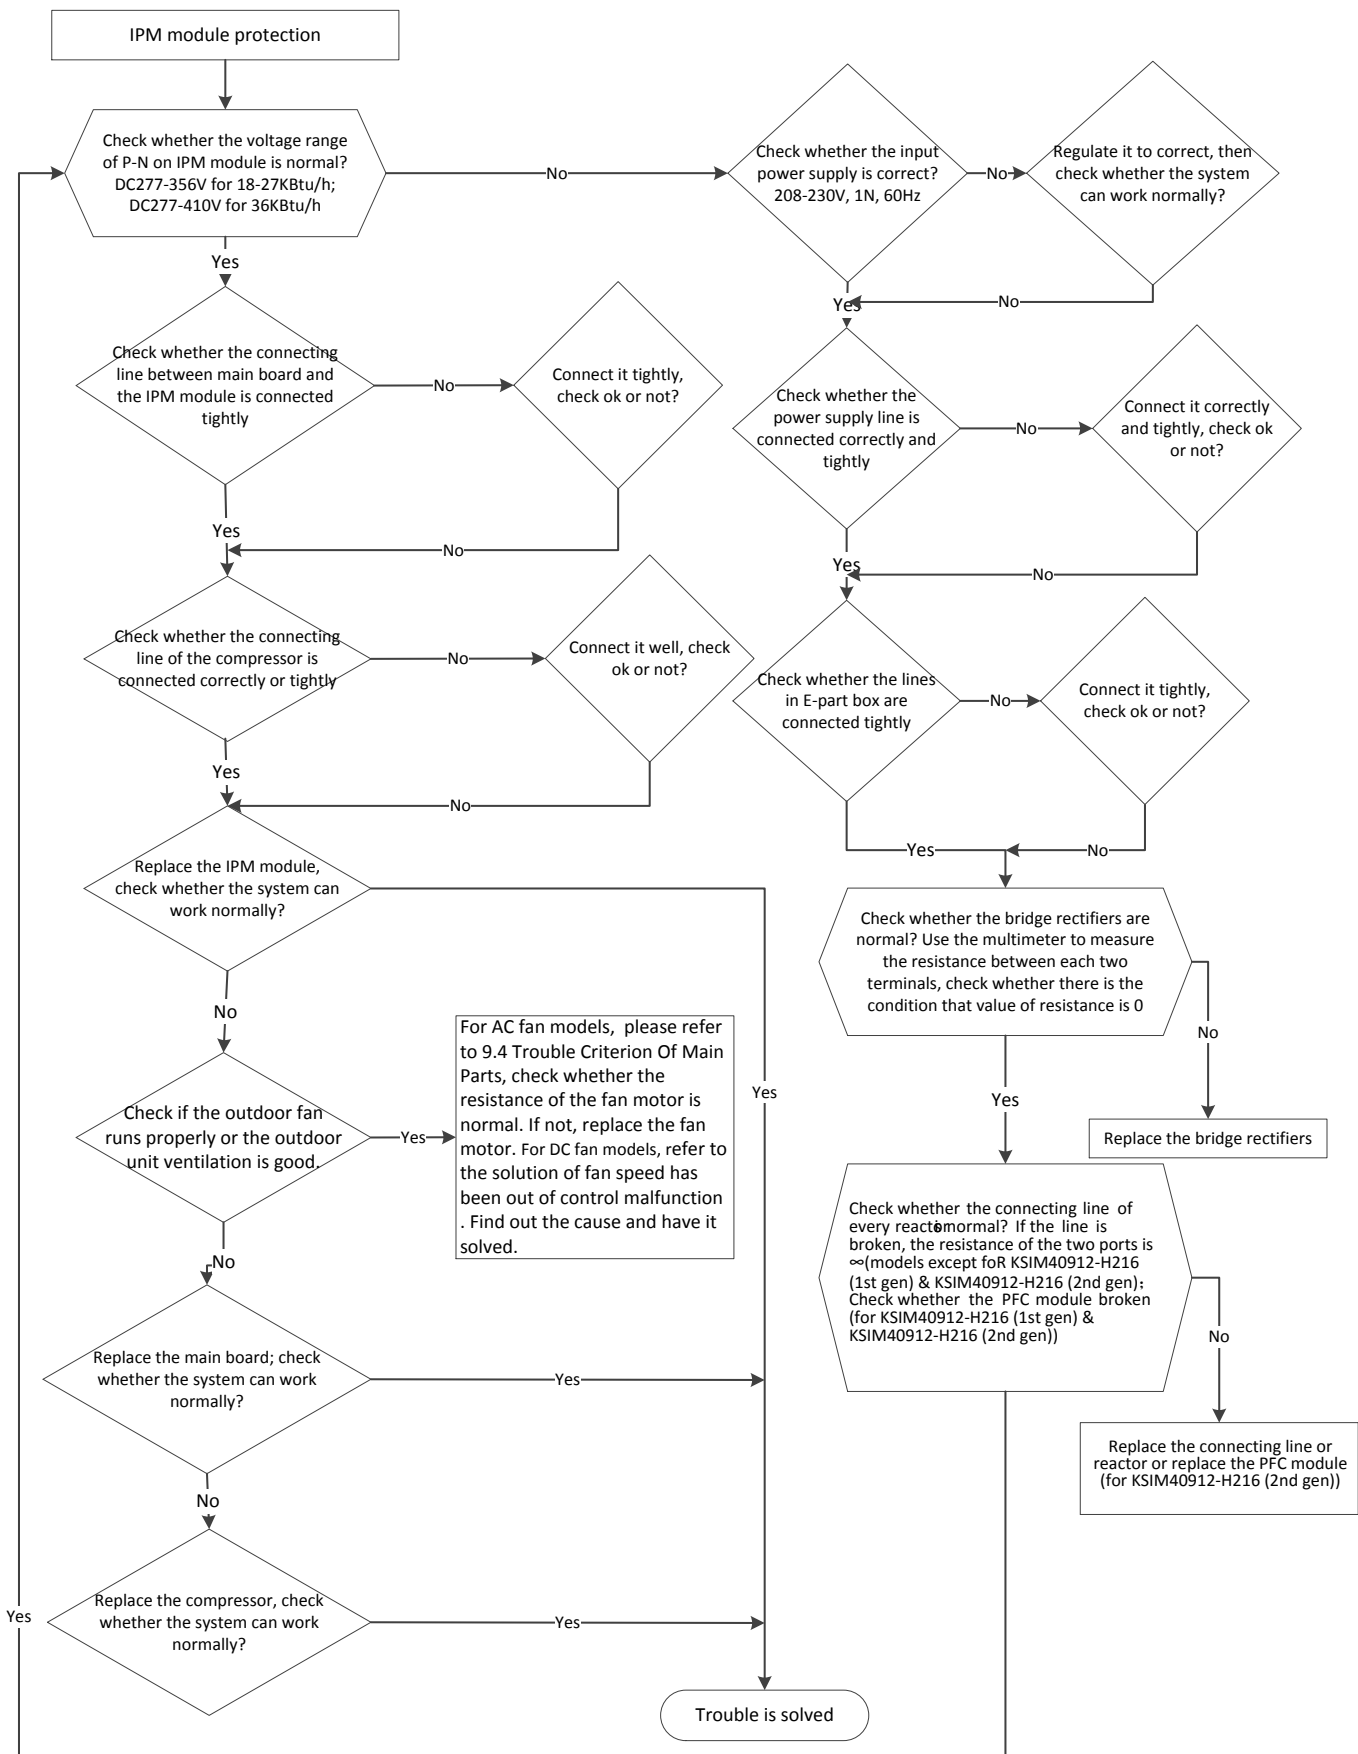 IPM module protection
Check whether the voltage range
of P-N on IPM module is normal?
DC277-356V for 18-27KBtu/h;
DC277-410V for 36KBtu/h
No
Check whether the input
power supply is correct?
208-230V, 1N, 60Hz
No
Regulate it to correct, then
check whether the system
can work normally?
Yes
No
Yes
Check whether the connecting
line between main board and
the IPM module is connected
tightly
No
Connect it tightly,
check ok or not?
Check whether the
power supply line is
connected correctly and
tightly
No
Connect it correctly
and tightly, check ok
or not?
Yes
No
Yes
No
Check whether the connecting
line of the compressor is
connected correctly or tightly
No
Connect it well, check
ok or not?
Check whether the lines
in E-part box are
connected tightly
No
Connect it tightly,
check ok or not?
Yes
No
Yes
No
Replace the IPM module,
check whether the system can
work normally?
Check whether the bridge rectifiers are
normal? Use the multimeter to measure
the resistance between each two
terminals, check whether there is the
condition that value of resistance is 0
No
No
Yes
Yes
Replace the bridge rectifiers
Check if the outdoor fan
runs properly or the outdoor
unit ventilation is good.
Yes
For AC fan models, please refer
to 9.4 Trouble Criterion Of Main
Parts, check whether the
resistance of the fan motor is
normal. If not, replace the fan
motor. For DC fan models, refer to
the solution of fan speed has
been out of control malfunction
. Find out the cause and have it
solved.
No
Check whether the connecting line of
every reactor normal? If the line is
broken, the resistance of the two ports is
∞(models except foR KSIM40912-H216
(1st gen) & KSIM40912-H216 (2nd gen);
Check whether the PFC module broken
(for KSIM40912-H216 (1st gen) &
KSIM40912-H216 (2nd gen))
No
Replace the main board; check
whether the system can work
normally?
Yes
Replace the connecting line or
reactor or replace the PFC module
(for KSIM40912-H216 (2nd gen))
No
Replace the compressor, check
whether the system can work
normally?
Yes
Yes
Trouble is solved